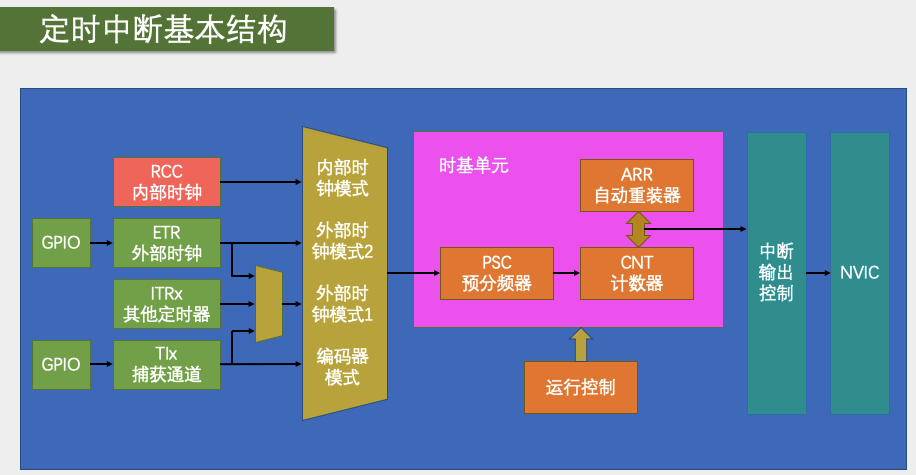 定时中断基本结构
RCC
内部时钟
GPIO
ETR
外部时钟
ITRx
其他定时器
GPIO
TIx
捕获通道
内部时
钟模式
外部时
钟模式2
外部时
钟模式1
编码器
模式
时基单元
ARR
自动重装器
PSC
预分频器
CNT
计数器
运行控制
中断
输出
控制
NVIC